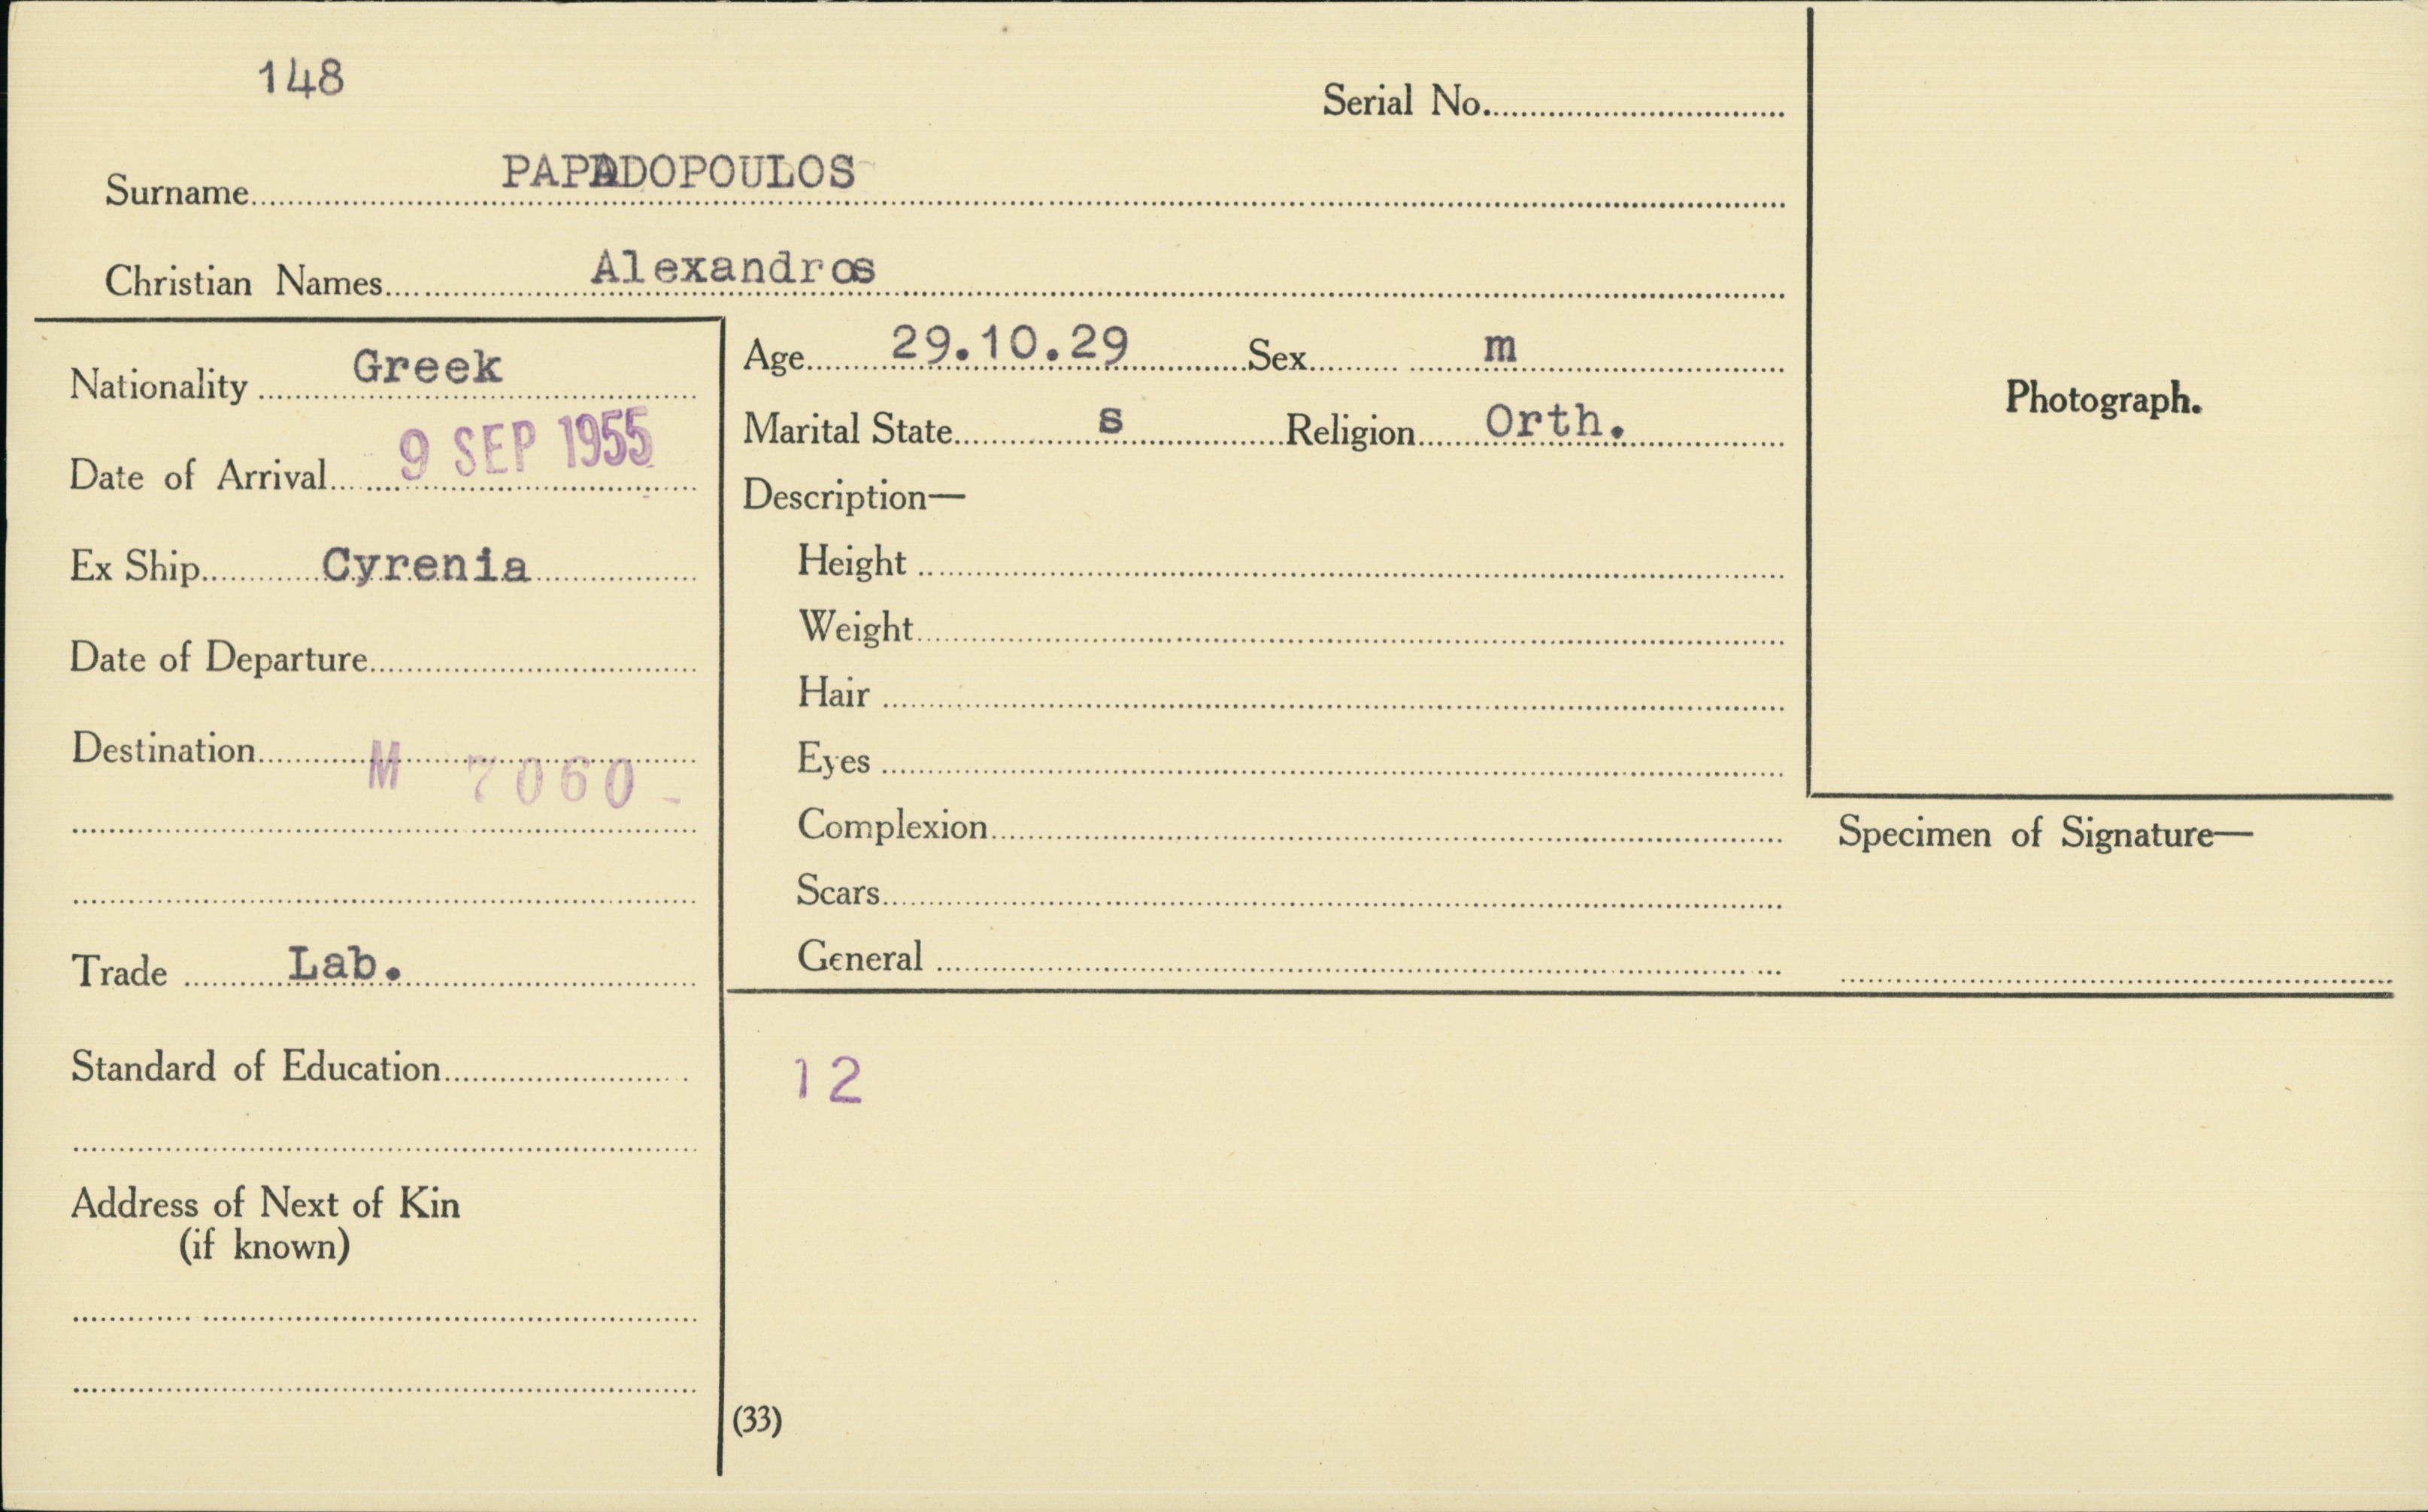 148
Serial No.
Surname PAPADOPOULOS
Christian Names Alexandros
Nationality Greek
Date of Arrival 9 SEP 1955
Ex Ship Cyrenia
Date of Departure
Destination M 7060
Trade Lab.
Standard of Education
Address of Next of Kin
(if known)
Age 29.10.29 Sex m
Marital State s Religion Orth.
Description—
Height
Weight
Hair
Eyes
Complexion
Scars
General
Photograph.
Specimen of Signature—
12
(33)